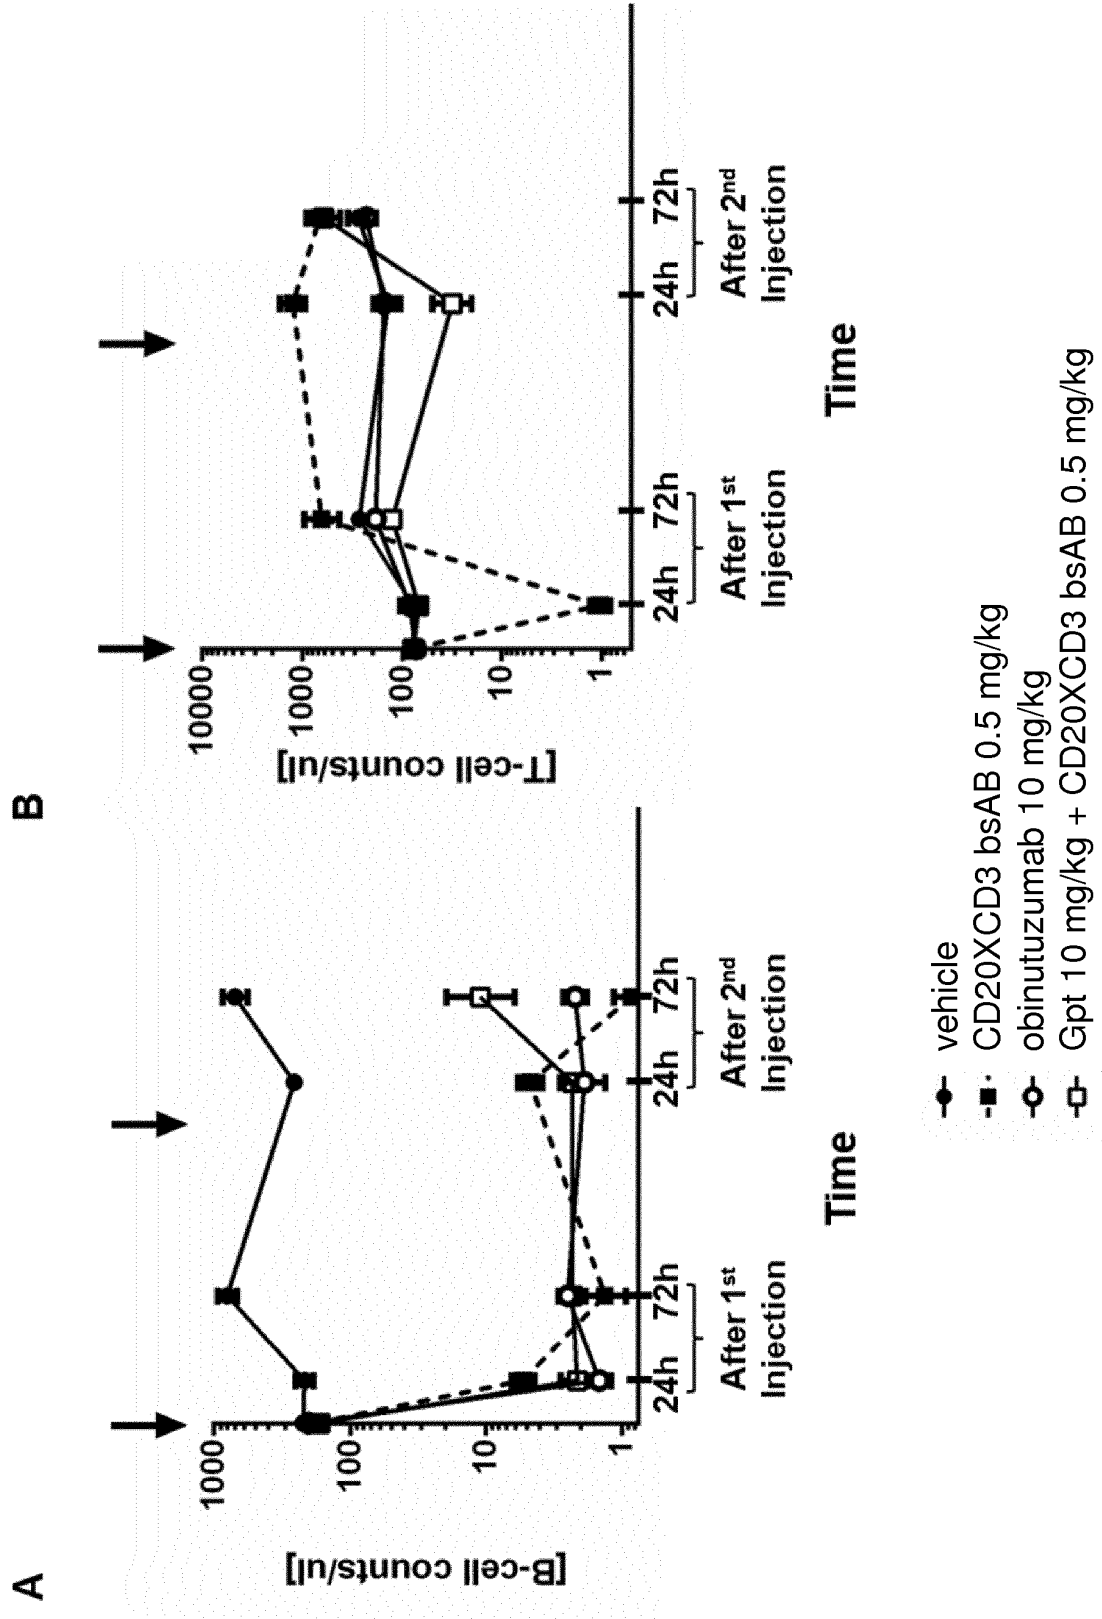 A
[B-cell counts/ul]
1000
100
10
1
24h 72h 24h 72h
After 1st After 2nd
Injection Injection
Time
B
[T-cell counts/ul]
10000
1000
100
10
1
24h 72h 24h 72h
After 1st After 2nd
Injection Injection
Time
vehicle
CD20XCD3 bsAB 0.5 mg/kg
obinutuzumab 10 mg/kg
Gpt 10 mg/kg + CD20XCD3 bsAB 0.5 mg/kg